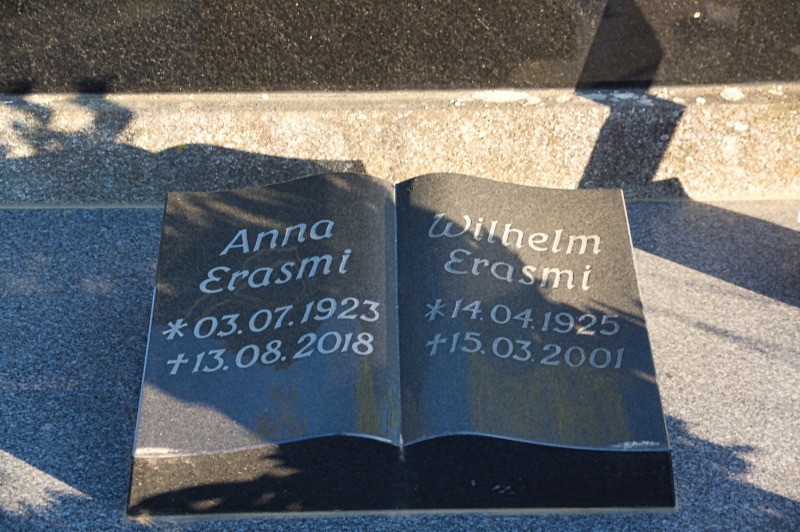 Anna
Erasmi
*03.07.1923
†13.08.2018
Wilhelm
Erasmi
*14.04.1925
†15.03.2001